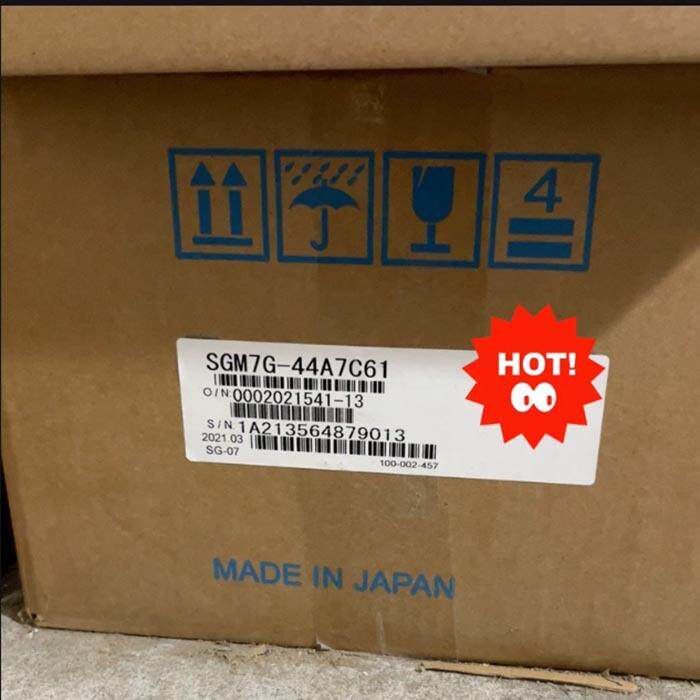 4
SGM7G-44A7C61
HOT!
O/N:0002021541-13
S/N:1A213564879013
2021.03
SG-07
100-002-457
MADE IN JAPAN